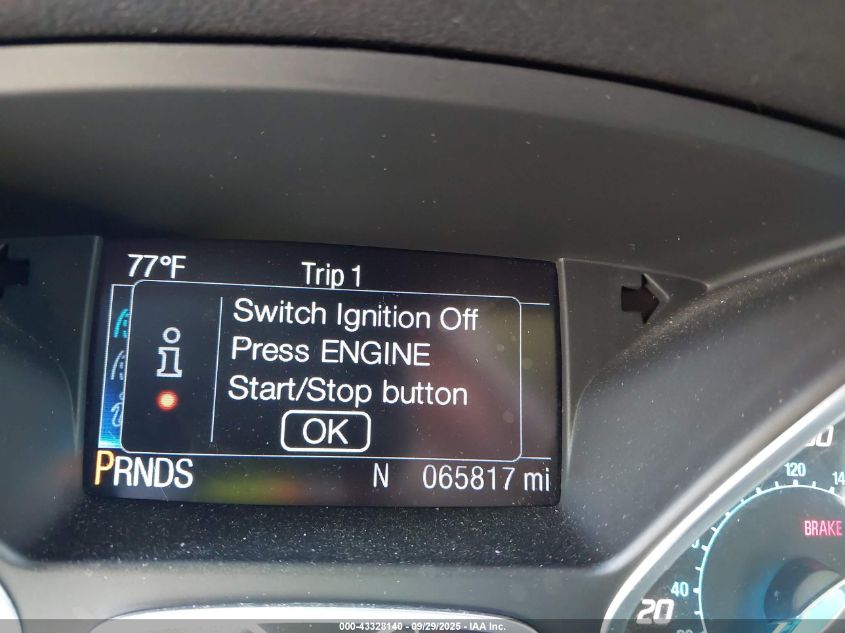 77°F Trip 1
Switch Ignition Off
Press ENGINE
Start/Stop button
OK
PRNDS N 065817 mi
120
BRAKE
40
20
000-43328140 - 09/29/2025 - IAA Inc.